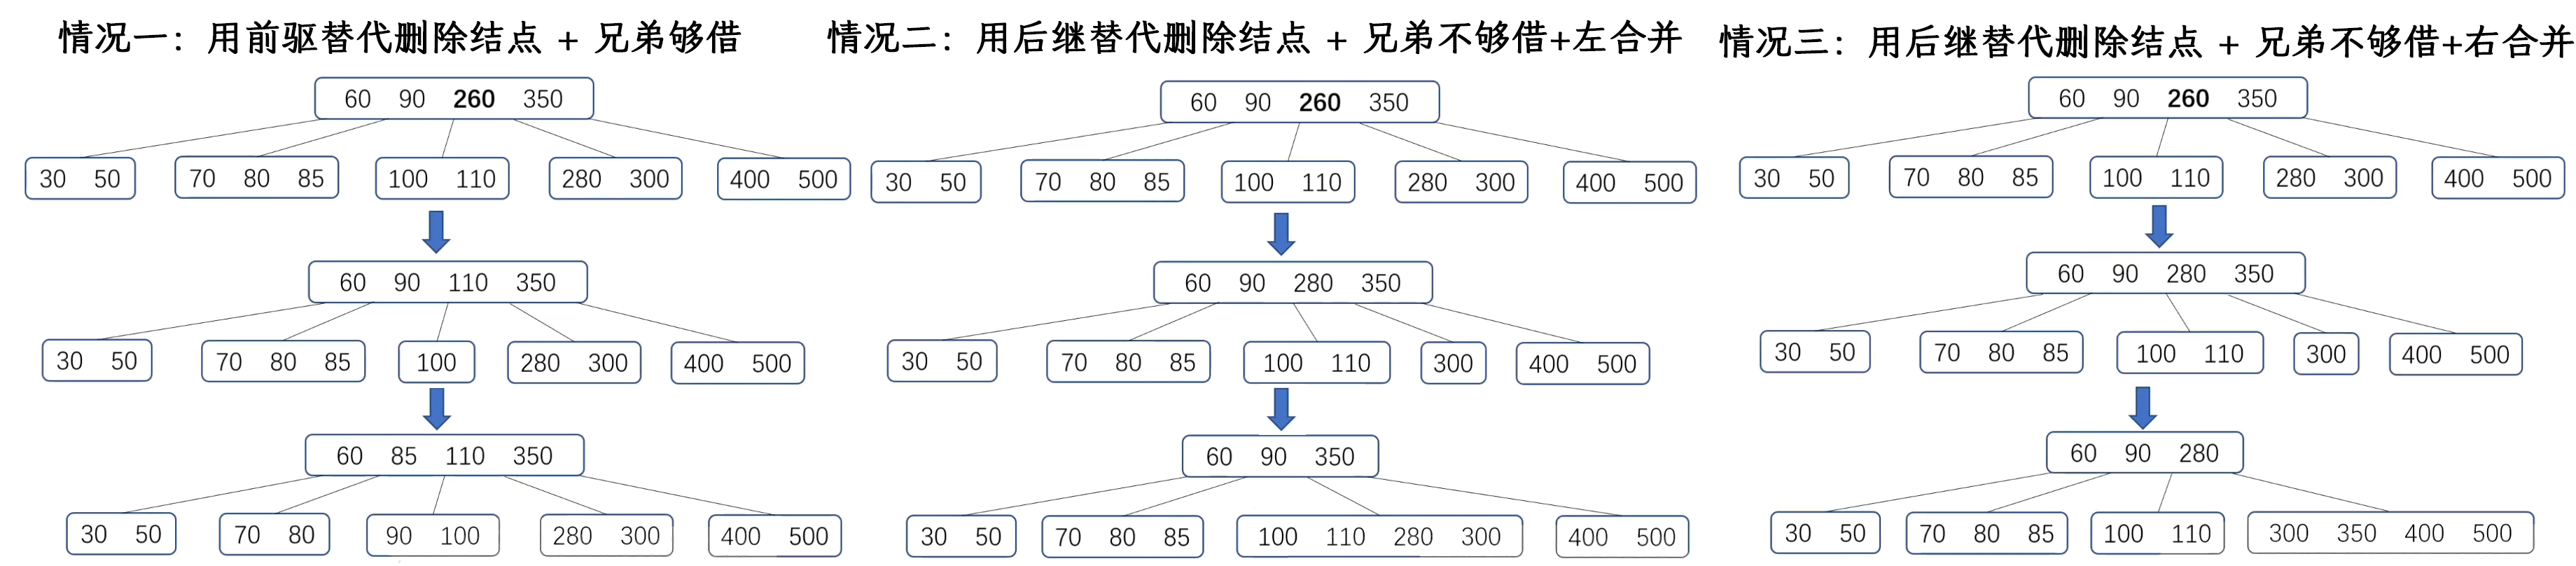 情况一：用前驱替代删除结点 + 兄弟够借
60 90 260 350
30 50 70 80 85 100 110 280 300 400 500
60 90 110 350
30 50 70 80 85 100 280 300 400 500
60 85 110 350
30 50 70 80 90 100 280 300 400 500
情况二：用后继替代删除结点 + 兄弟不够借+左合并
60 90 260 350
30 50 70 80 85 100 110 280 300 400 500
60 90 280 350
30 50 70 80 85 100 110 300 400 500
60 90 350
30 50 70 80 85 100 110 280 300 400 500
情况三：用后继替代删除结点 + 兄弟不够借+右合并
60 90 260 350
30 50 70 80 85 100 110 280 300 400 500
60 90 280 350
30 50 70 80 85 100 110 300 400 500
60 90 280
30 50 70 80 85 100 110 300 350 400 500